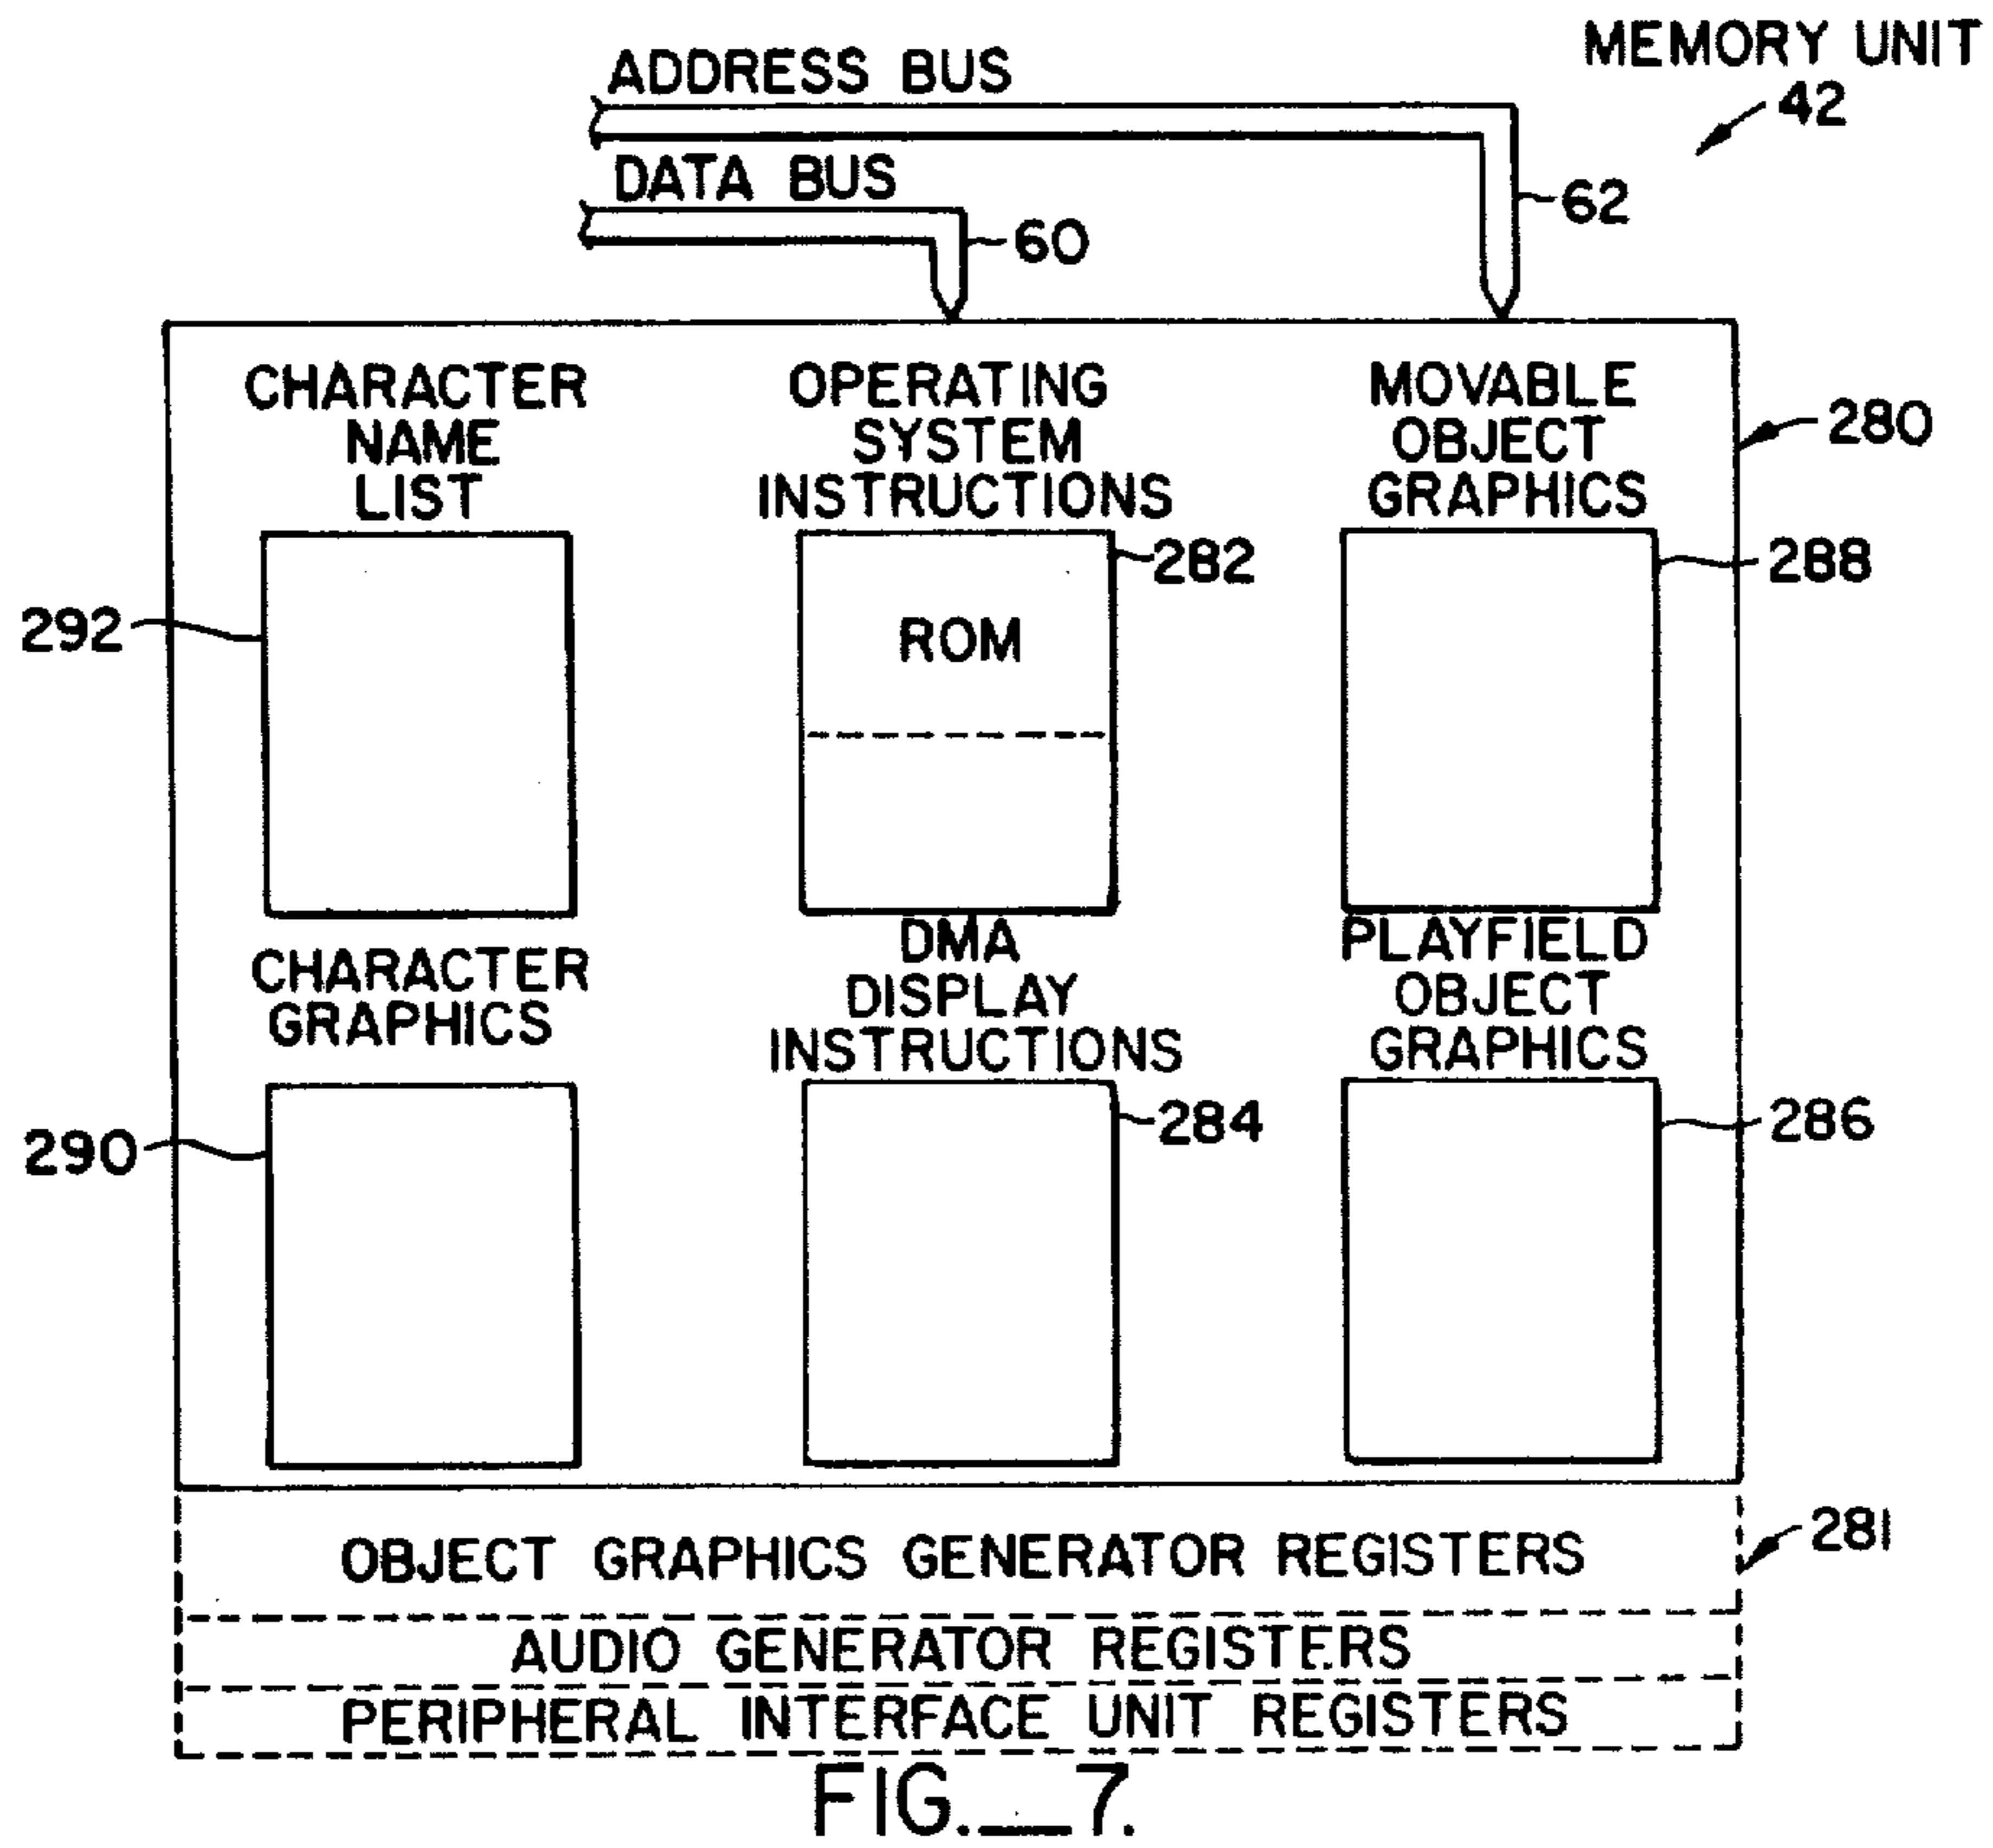 MEMORY UNIT
42
ADDRESS BUS
DATA BUS
62
60
CHARACTER
NAME
LIST
OPERATING
SYSTEM
INSTRUCTIONS
MOVABLE
OBJECT
GRAPHICS
280
282
288
292
ROM
CHARACTER
GRAPHICS
DMA
DISPLAY
INSTRUCTIONS
PLAYFIELD
OBJECT
GRAPHICS
290
284
286
OBJECT GRAPHICS GENERATOR REGISTERS
281
AUDIO GENERATOR REGISTERS
PERIPHERAL INTERFACE UNIT REGISTERS
FIG._7.